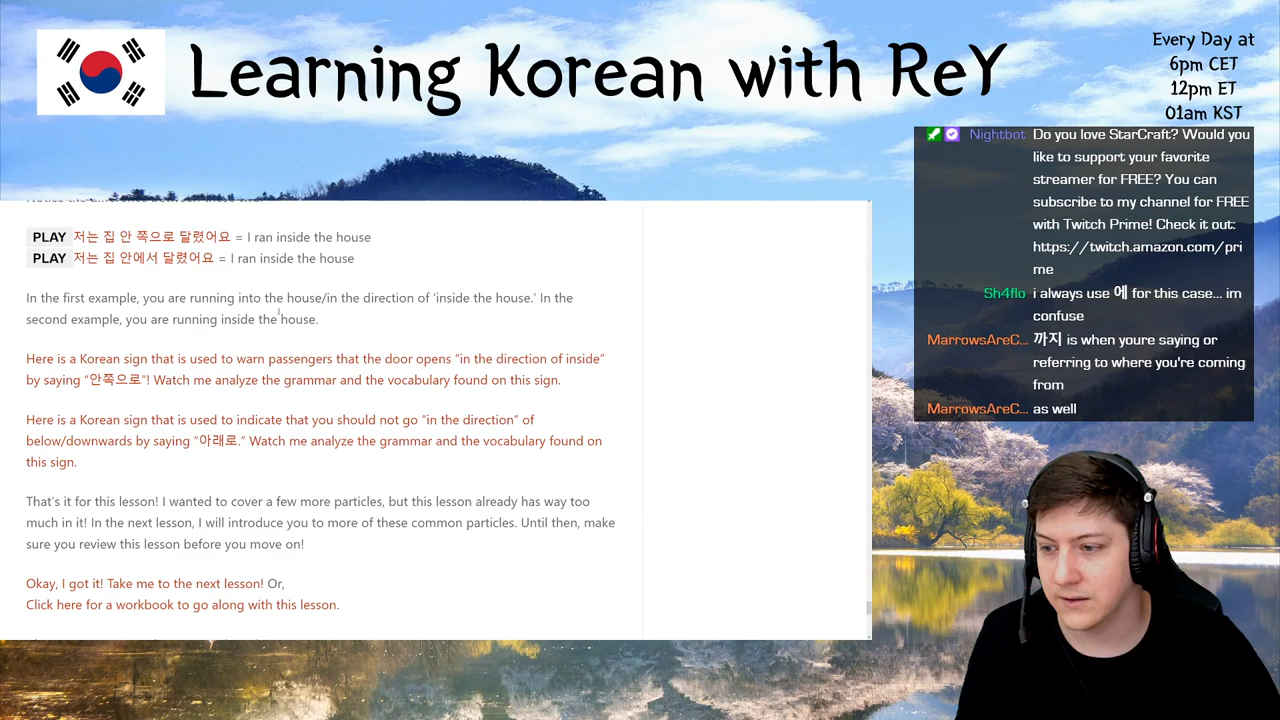 Learning Korean with ReY
Every Day at
6pm CET
12pm ET
01am KST
PLAY 저는 집 안 쪽으로 달렸어요 = I ran inside the house
PLAY 저는 집 안에서 달렸어요 = I ran inside the house
In the first example, you are running into the house/in the direction of ‘inside the house.’ In the
second example, you are running inside the house.
Here is a Korean sign that is used to warn passengers that the door opens “in the direction of inside”
by saying “안쪽으로”! Watch me analyze the grammar and the vocabulary found on this sign.
Here is a Korean sign that is used to indicate that you should not go “in the direction” of
below/downwards by saying “아래로.” Watch me analyze the grammar and the vocabulary found on
this sign.
That’s it for this lesson! I wanted to cover a few more particles, but this lesson already has way too
much in it! In the next lesson, I will introduce you to more of these common particles. Until then, make
sure you review this lesson before you move on!
Okay, I got it! Take me to the next lesson! Or,
Click here for a workbook to go along with this lesson.
Nightbot Do you love StarCraft? Would you
like to support your favorite
streamer for FREE? You can
subscribe to my channel for FREE
with Twitch Prime! Check it out:
https://twitch.amazon.com/pri
me
Sh4flo i always use 에 for this case... im
confuse
MarrowsAreC... 까지 is when youre saying or
referring to where you're coming
from
MarrowsAreC... as well